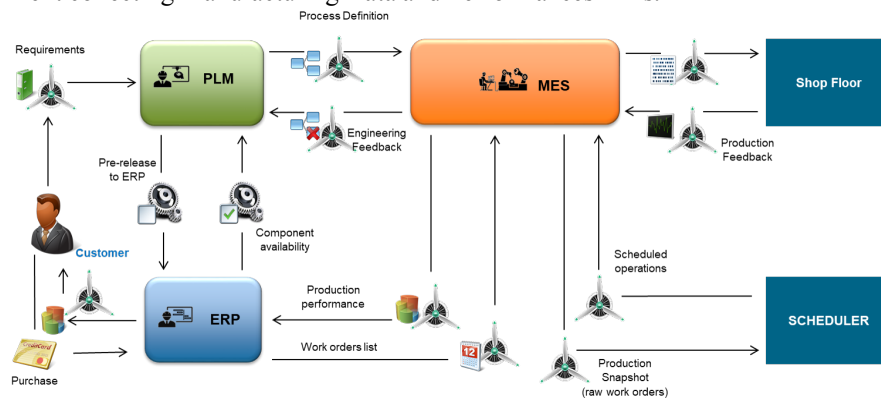 Process Definition
Requirements
PLM
MES
Shop Floor
Engineering
Feedback
Production
Feedback
Pre-release
to ERP
Component
availability
Customer
Scheduled
operations
Production
performance
ERP
SCHEDULER
12
Work orders list
Purchase
Production
Snapshot
(raw work orders)